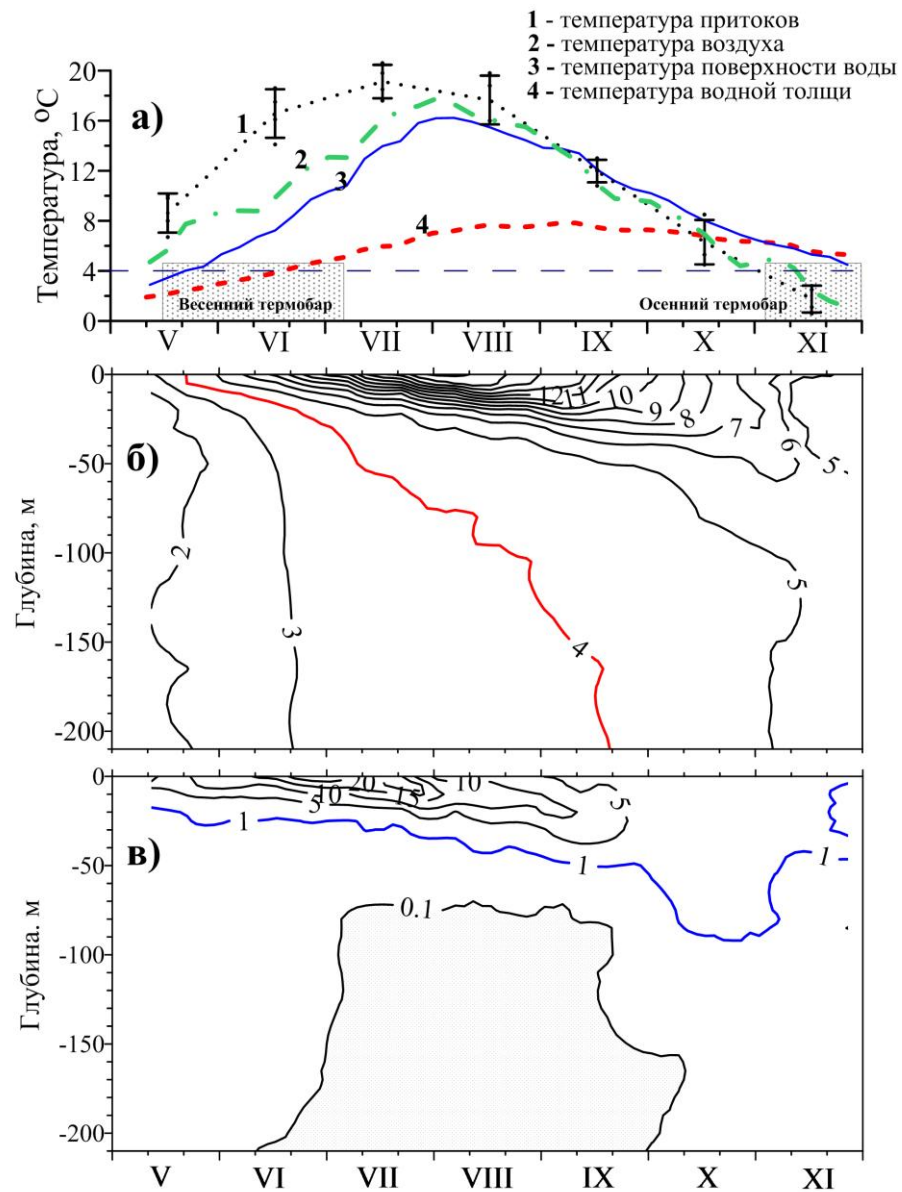 1 - температура притоков
2 - температура воздуха
3 - температура поверхности воды
4 - температура водной толщи
Температура, °С
20
16
12
8
4
0
а)
1
2
3
4
Весенний термобар
Осенний термобар
V VI VII VIII IX X XI
Глубина, м
0
-50
-100
-150
-200
б)
2
3
4
5
12 11 10 9 8 7 6 5
Глубина. м
0
-50
-100
-150
-200
в)
10 20 15 10
5
5
1
1
1
0.1
V VI VII VIII IX X XI